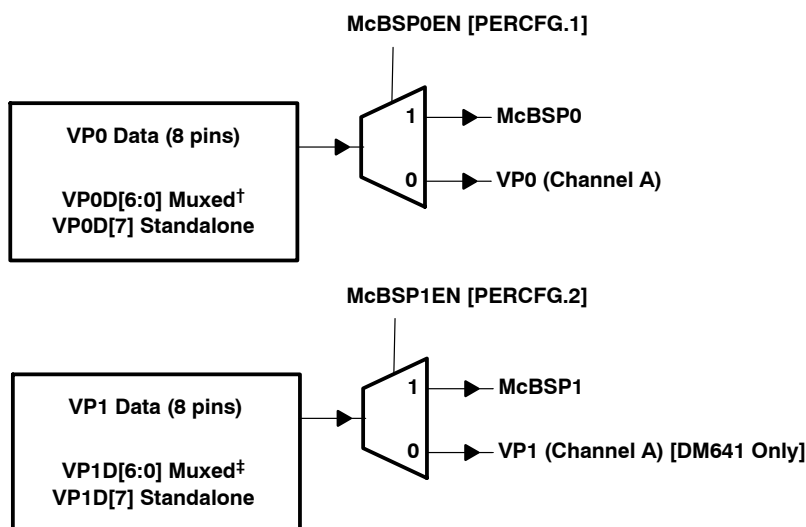 McBSP0EN [PERCFG.1]
VP0 Data (8 pins)
VP0D[6:0] Muxed†
VP0D[7] Standalone
1
McBSP0
0
VP0 (Channel A)
McBSP1EN [PERCFG.2]
VP1 Data (8 pins)
VP1D[6:0] Muxed‡
VP1D[7] Standalone
1
McBSP1
0
VP1 (Channel A) [DM641 Only]